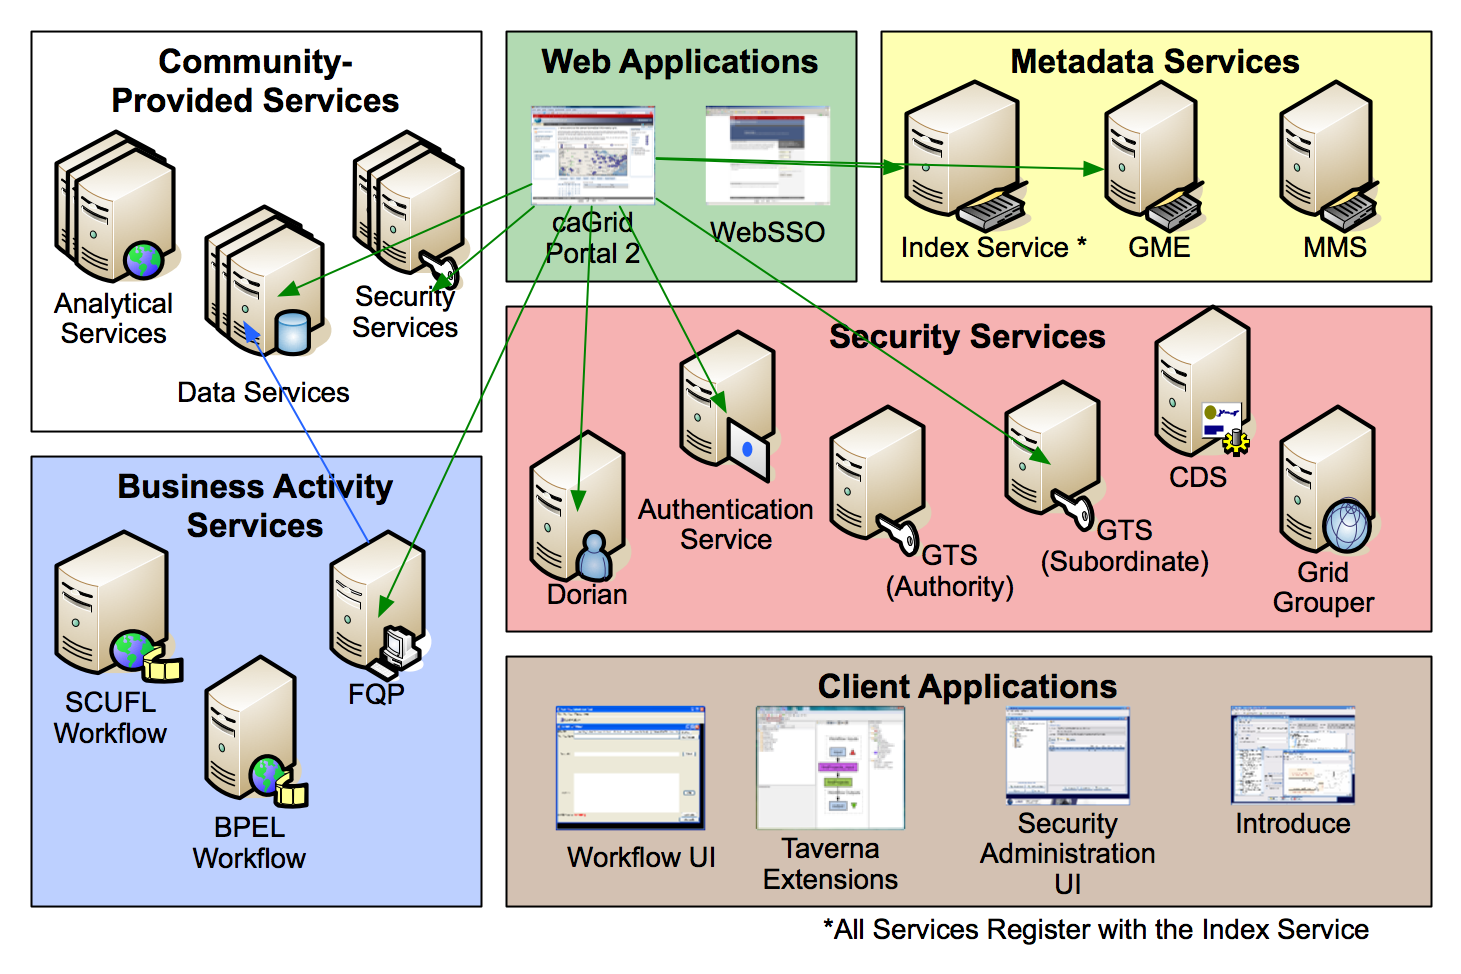 Community-
Provided Services
Analytical
Services
Data Services
Security
Services
Web Applications
caGrid
Portal 2
WebSSO
Metadata Services
Index Service *
GME
MMS
Security Services
Dorian
Authentication
Service
GTS
(Authority)
GTS
(Subordinate)
CDS
Grid
Grouper
Business Activity
Services
SCUFL
Workflow
BPEL
Workflow
FQP
Client Applications
Workflow UI
Taverna
Extensions
Security
Administration
UI
Introduce
*All Services Register with the Index Service